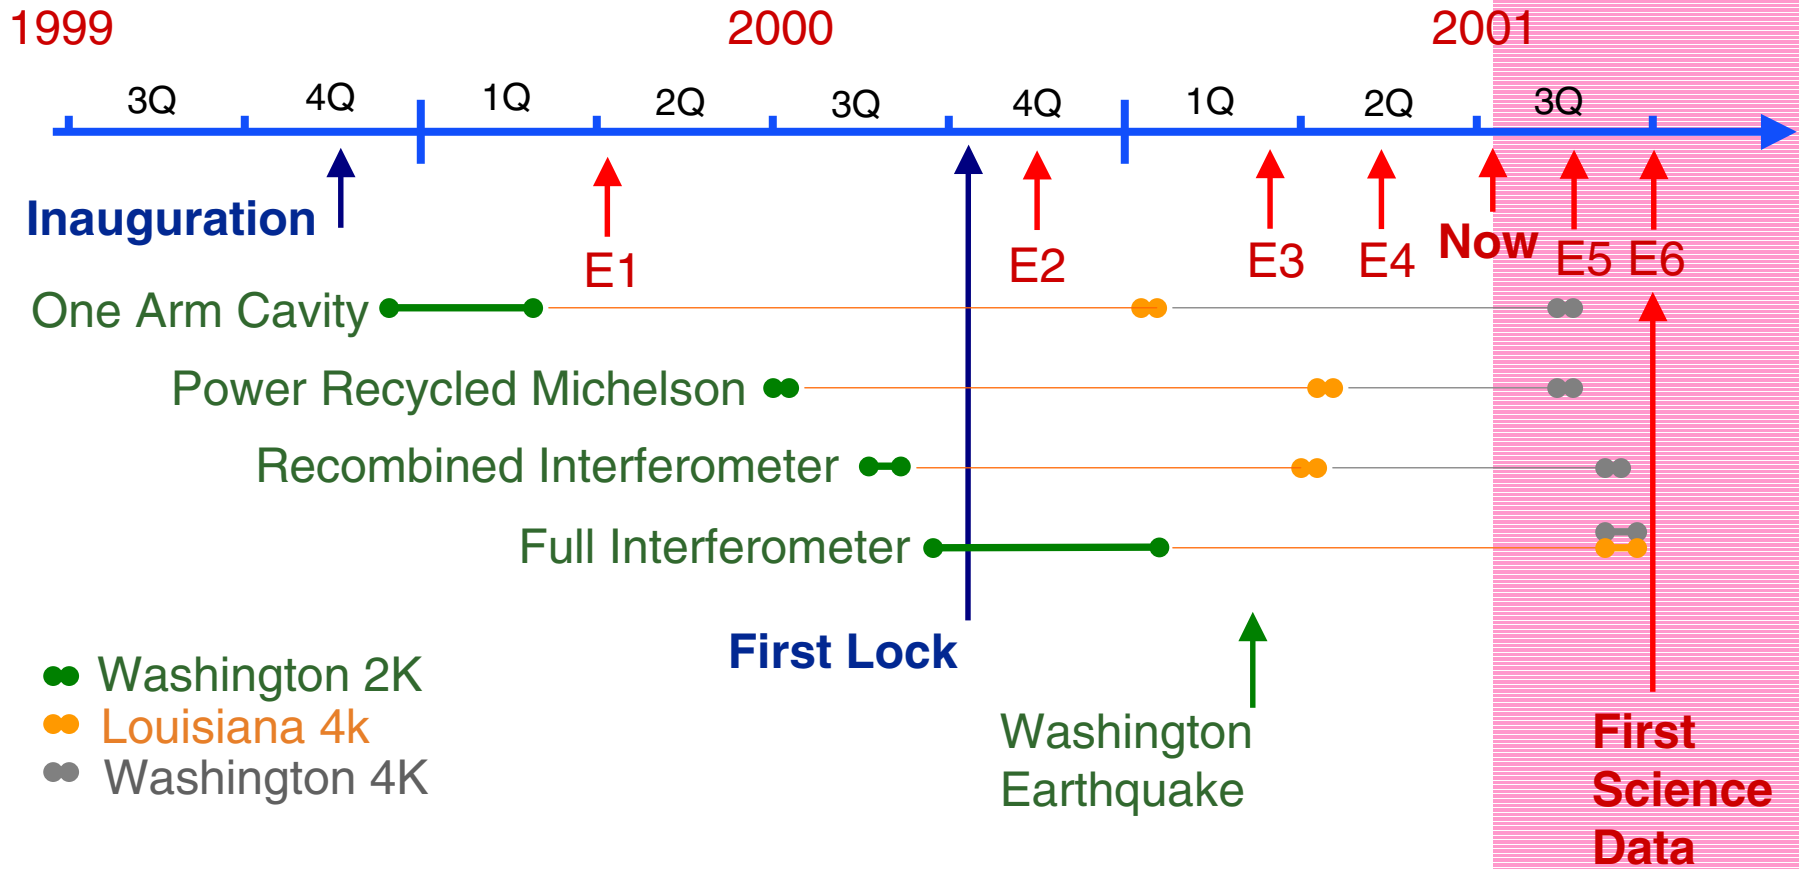 1999 2000 2001
3Q 4Q 1Q 2Q 3Q 4Q 1Q 2Q 3Q
Inauguration
E1
E2
E3
E4
Now
E5
E6
One Arm Cavity
Power Recycled Michelson
Recombined Interferometer
Full Interferometer
First Lock
Washington 2K
Louisiana 4k
Washington 4K
Washington
Earthquake
First
Science
Data